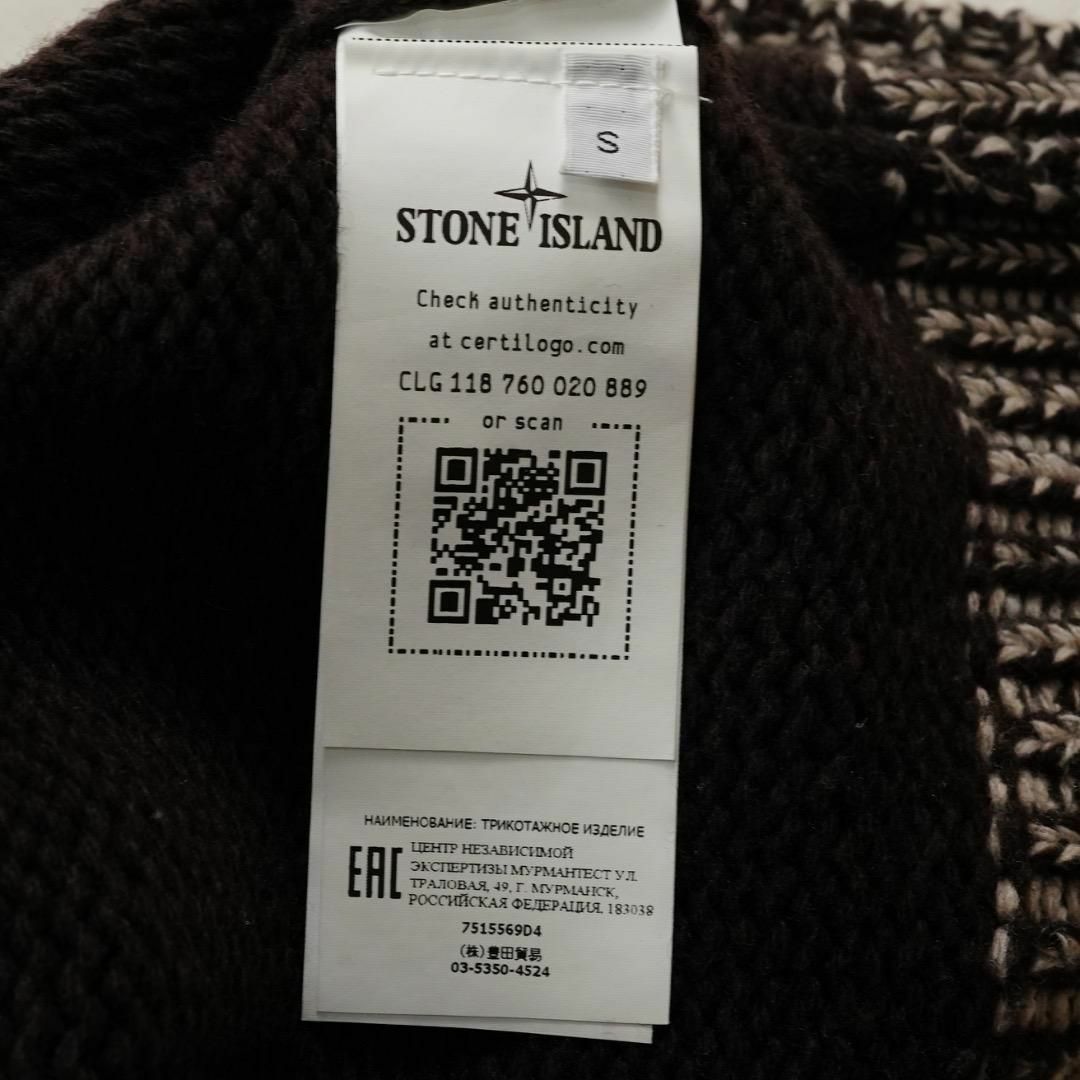 S
STONE ISLAND
Check authenticity
at certilogo.com
CLG 118 760 020 889
or scan
НАИМЕНОВАНИЕ: ТРИКОТАЖНОЕ ИЗДЕЛИЕ
EAC
ЦЕНТР НЕЗАВИСИМОЙ
ЭКСПЕРТИЗЫ МУРМАНТЕСТ УЛ.
ТРАЛОВАЯ, 49, Г. МУРМАНСК,
РОССИЙСКАЯ ФЕДЕРАЦИЯ, 183038
7515569D4
(株)豊田貿易
03-5350-4524